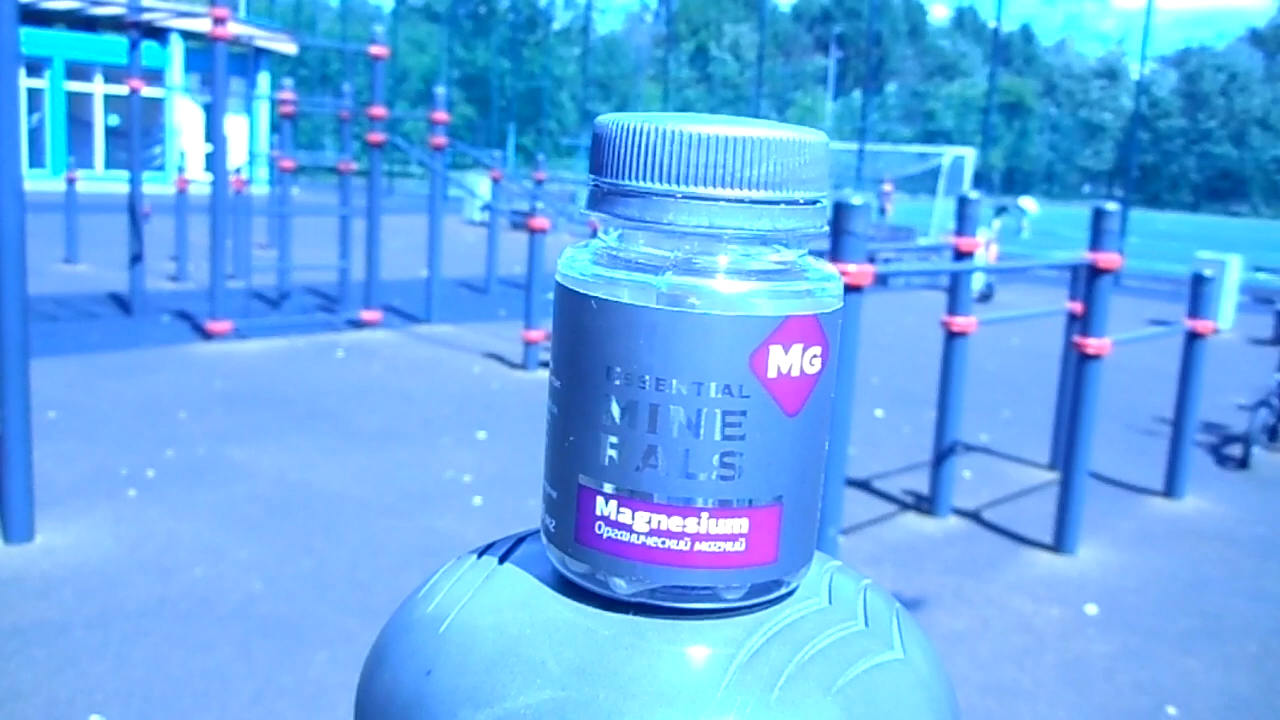 MG
ESSENTIAL
MINE
RALS
Magnesium
Органический магний